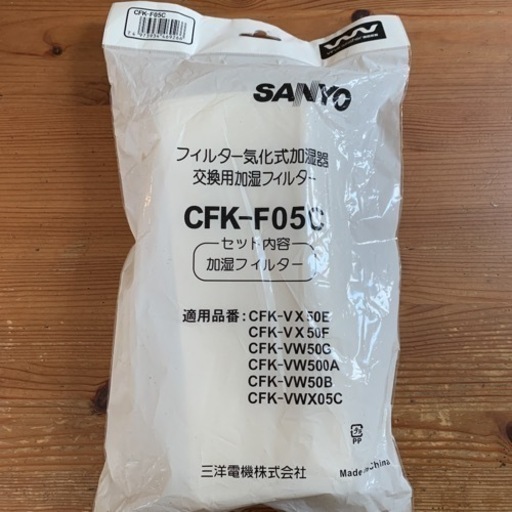 CFK-F05C
SANYO
フィルター気化式加湿器
交換用加湿フィルター
CFK-F05C
セット内容
加湿フィルター
適用品番：CFK-VX50E
CFK-VX50F
CFK-VW50G
CFK-VW500A
CFK-VW50B
CFK-VWX05C
PP
三洋電機株式会社
Made in China